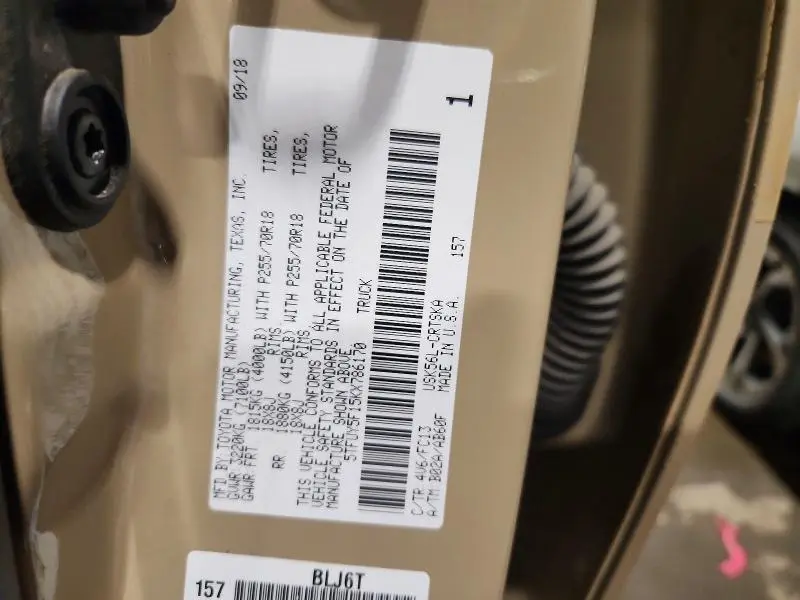 MFD BY: TOYOTA MOTOR MANUFACTURING, TEXAS, INC. 09/18
GVWR 3220KG (7100LB)
GAWR FRT 1815KG (4000LB) WITH P255/70R18 TIRES,
18X8J RIMS
RR 1880KG (4150LB) WITH P255/70R18 TIRES,
18X8J RIMS
THIS VEHICLE CONFORMS TO ALL APPLICABLE FEDERAL MOTOR
VEHICLE SAFETY STANDARDS IN EFFECT ON THE DATE OF
MANUFACTURE SHOWN ABOVE.
5TFUY5F15KX786170 TRUCK
C/TR 4V6/FC13 USK56L-CRTSKA 157
A/TM B02A/AB60F MADE IN U.S.A.
1
BLJ6T
157